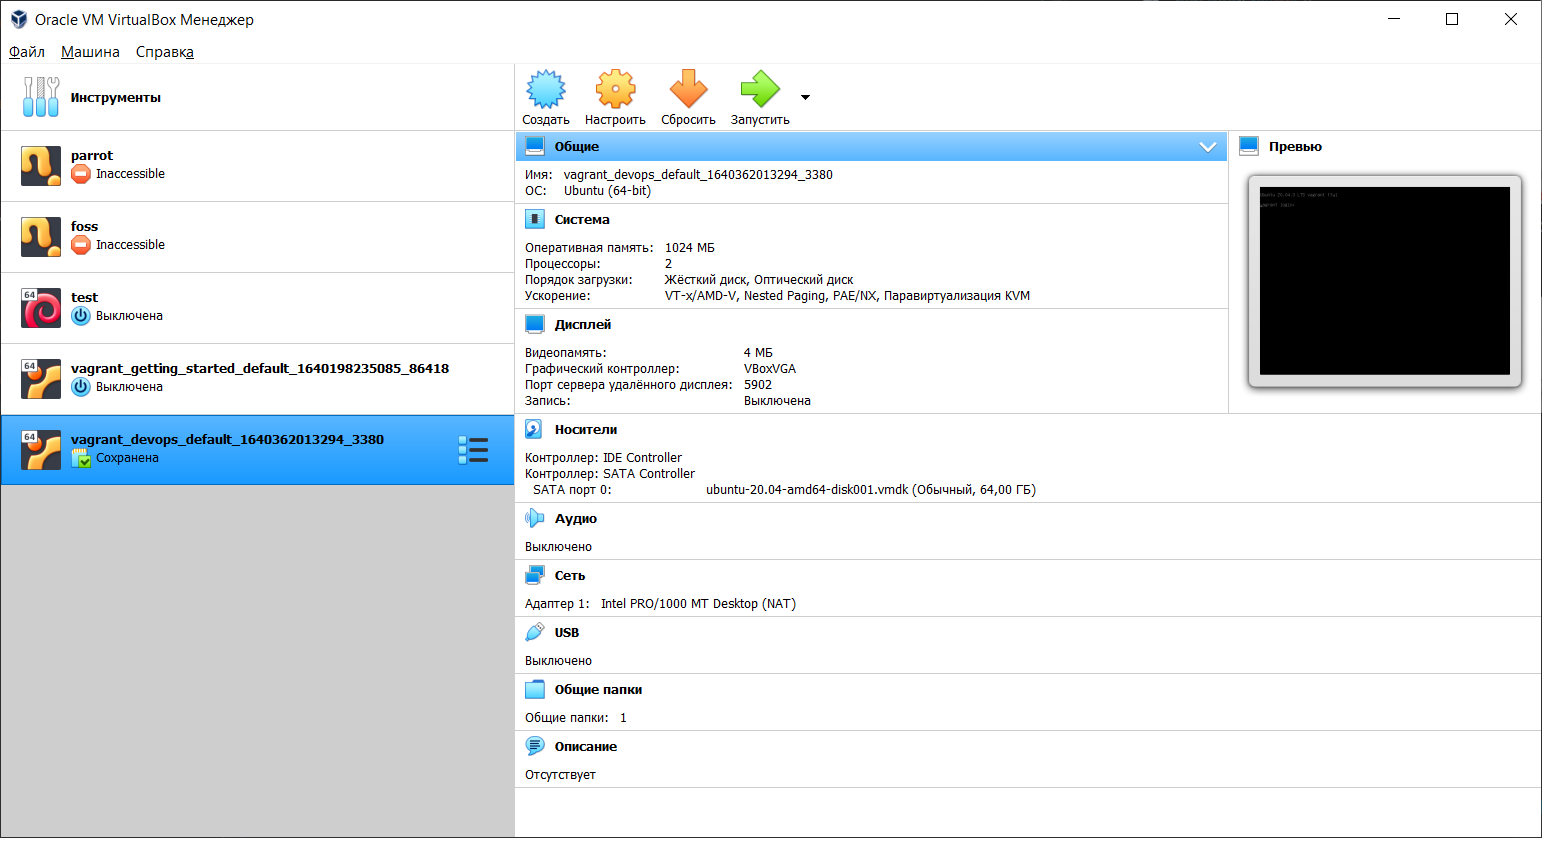 Oracle VM VirtualBox Менеджер
Файл Машина Справка
Инструменты
parrot
Inaccessible
foss
Inaccessible
64
test
Выключена
64
vagrant_getting_started_default_1640198235085_86418
Выключена
64
vagrant_devops_default_1640362013294_3380
Сохранена
Создать Настроить Сбросить Запустить
Общие
Имя: vagrant_devops_default_1640362013294_3380
ОС: Ubuntu (64-bit)
Система
Оперативная память: 1024 МБ
Процессоры: 2
Порядок загрузки: Жёсткий диск, Оптический диск
Ускорение: VT-x/AMD-V, Nested Paging, PAE/NX, Паравиртуализация KVM
Дисплей
Видеопамять: 4 МБ
Графический контроллер: VBoxVGA
Порт сервера удалённого дисплея: 5902
Запись: Выключена
Превью
Носители
Контроллер: IDE Controller
Контроллер: SATA Controller
SATA порт 0: ubuntu-20.04-amd64-disk001.vmdk (Обычный, 64,00 ГБ)
Аудио
Выключено
Сеть
Адаптер 1: Intel PRO/1000 MT Desktop (NAT)
USB
Выключено
Общие папки
Общие папки: 1
Описание
Отсутствует